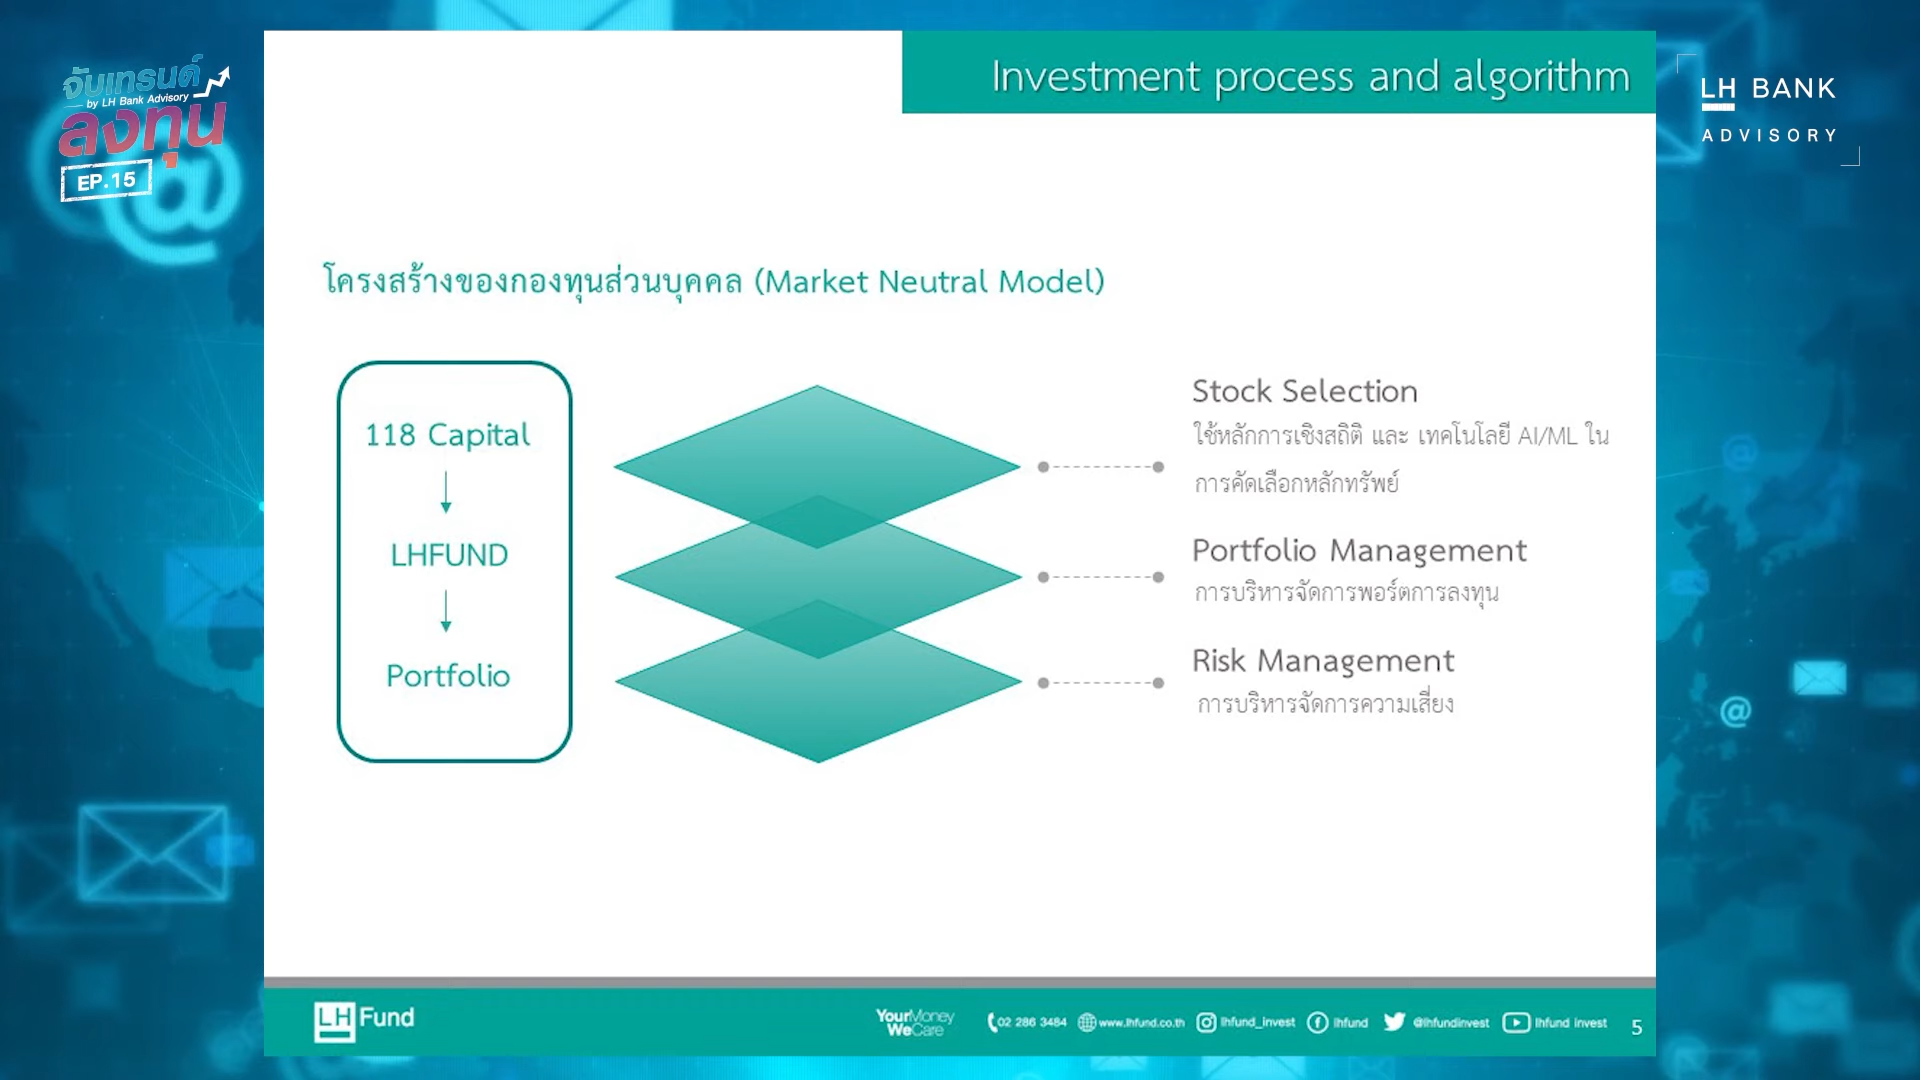 จับเทรนด์
by LH Bank Advisory
ลงทุน
EP.15
Investment process and algorithm
LH BANK
ADVISORY
โครงสร้างของกองทุนส่วนบุคคล (Market Neutral Model)
118 Capital
LHFUND
Portfolio
Stock Selection
ใช้หลักการเชิงสถิติ และ เทคโนโลยี AI/ML ใน
การคัดเลือกหลักทรัพย์
Portfolio Management
การบริหารจัดการพอร์ตการลงทุน
Risk Management
การบริหารจัดการความเสี่ยง
LH Fund
YourMoney
WeCare
02 286 3484 www.lhfund.co.th lhfund_invest lhfund @lhfundinvest lhfund invest 5